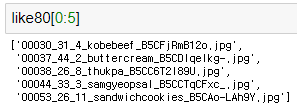 like80[0:5]
['00030_31_4_kobebeef_B5CFjRmB12o.jpg',
'00037_44_2_buttercream_B5CDlqelkg-.jpg',
'00038_26_8_thukpa_B5CC6T2I89U.jpg',
'00044_33_3_samgyeopsal_B5CCTqCFxc_.jpg',
'00053_26_11_sandwichcookies_B5CAo-LAh9Y.jpg']